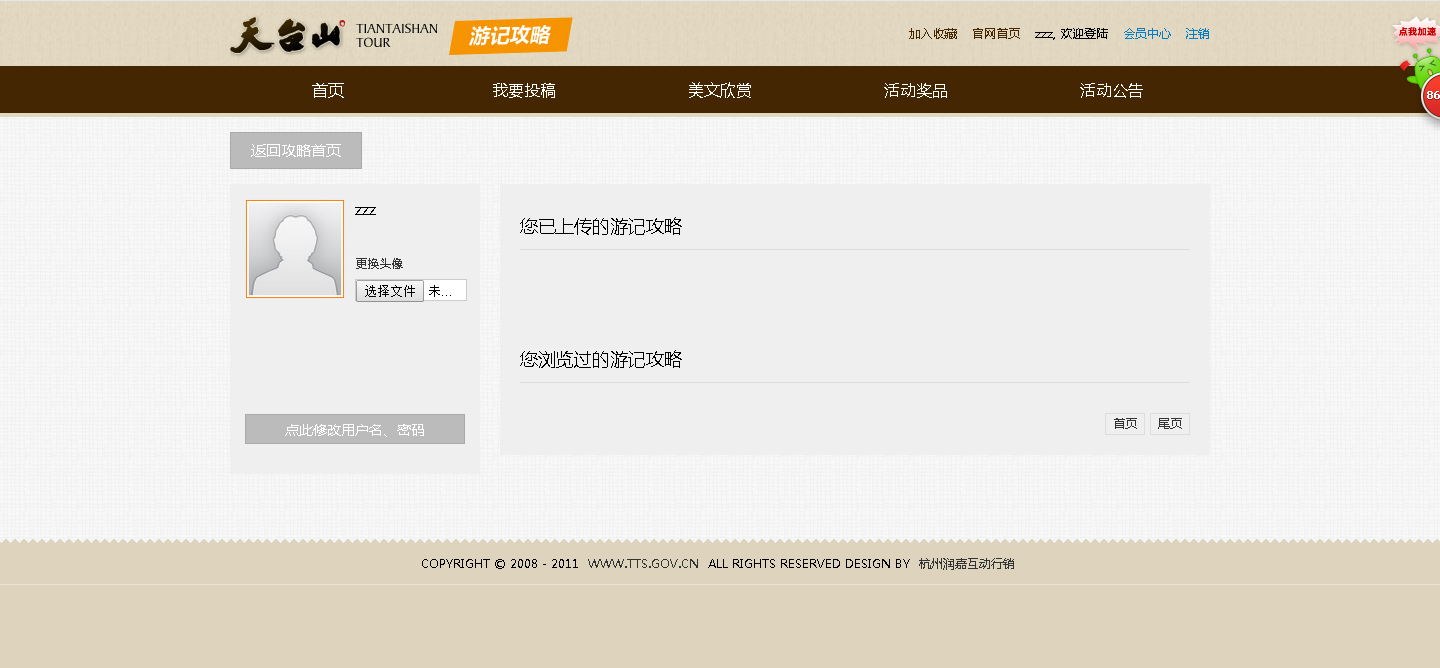 天台山 TIANTAISHAN TOUR 游记攻略
加入收藏 官网首页 zzz, 欢迎登陆 会员中心 注销
点我加速
86
首页 我要投稿 美文欣赏 活动奖品 活动公告
返回攻略首页
zzz
更换头像
选择文件 未...
点此修改用户名、密码
您已上传的游记攻略
您浏览过的游记攻略
首页 尾页
COPYRIGHT © 2008 - 2011 WWW.TTS.GOV.CN ALL RIGHTS RESERVED DESIGN BY 杭州润嘉互动行销